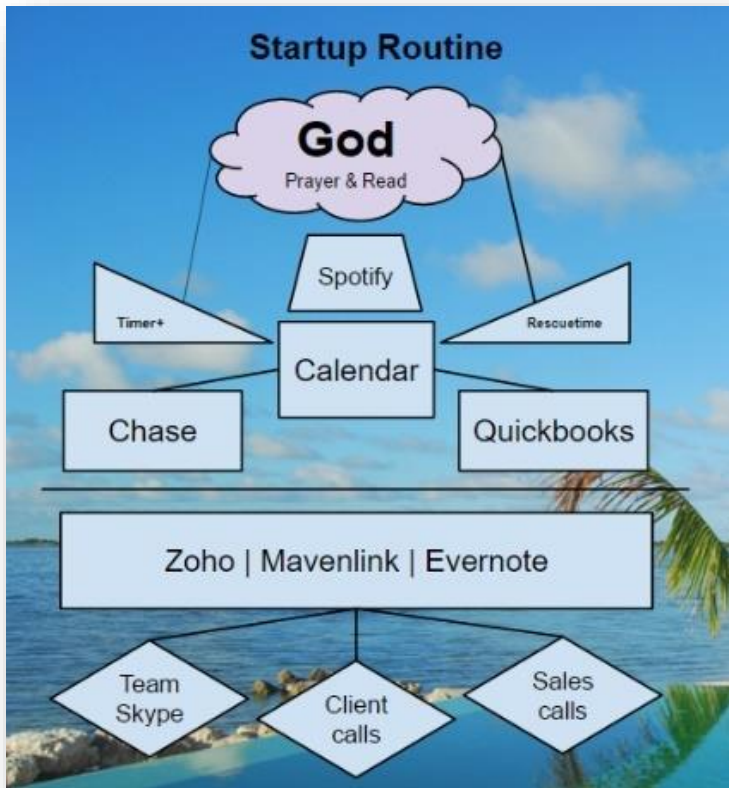 Startup Routine
God
Prayer & Read
Spotify
Timer+
Rescuetime
Calendar
Chase
Quickbooks
Zoho | Mavenlink | Evernote
Team
Skype
Client
calls
Sales
calls